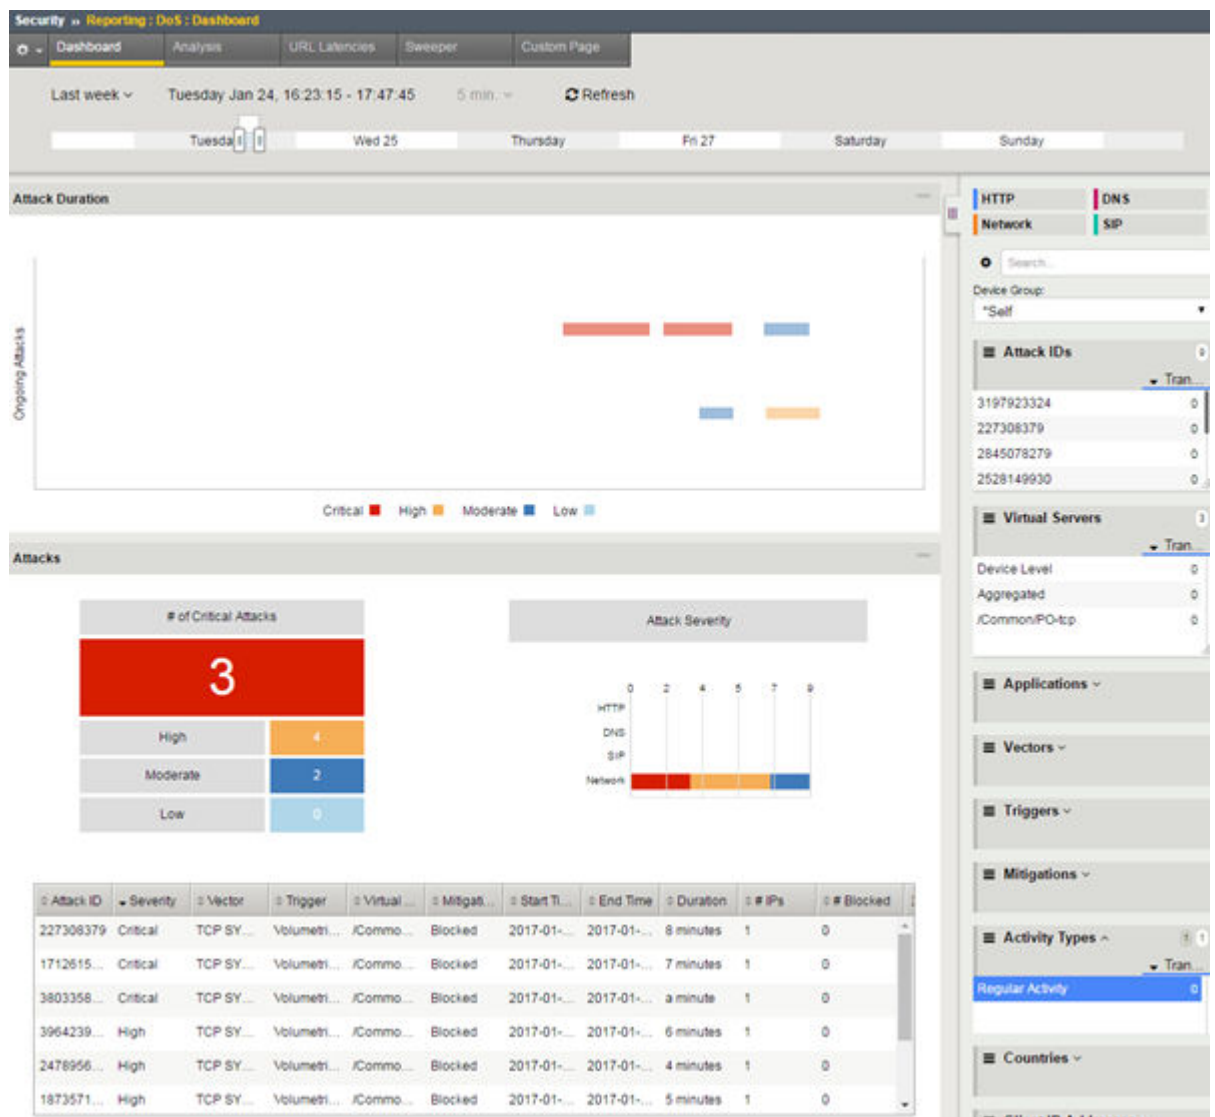 Security » Reporting : DoS : Dashboard
Dashboard Analysis URL Latencies Sweeper Custom Page
Last week Tuesday Jan 24, 16:23:15 - 17:47:45 5 min. Refresh
Tuesda Wed 25 Thursday Fri 27 Saturday Sunday
Attack Duration
Ongoing Attacks
Critical High Moderate Low
Attacks
# of Critical Attacks
3
High 4
Moderate 2
Low 0
Attack Severity
0 2 4 5 7 9
HTTP
DNS
SIP
Network
Attack ID Severity Vector Trigger Virtual ... Mitigati... Start Ti... End Time Duration # IPs # Blocked
227308379 Critical TCP SY... Volumetri... /Commo... Blocked 2017-01-... 2017-01-... 8 minutes 1 0
1712615... Critical TCP SY... Volumetri... /Commo... Blocked 2017-01-... 2017-01-... 7 minutes 1 0
3803358... Critical TCP SY... Volumetri... /Commo... Blocked 2017-01-... 2017-01-... a minute 1 0
3964239... High TCP SY... Volumetri... /Commo... Blocked 2017-01-... 2017-01-... 6 minutes 1 0
2478956... High TCP SY... Volumetri... /Commo... Blocked 2017-01-... 2017-01-... 4 minutes 1 0
1873571... High TCP SY... Volumetri... /Commo... Blocked 2017-01-... 2017-01-... 5 minutes 1 0
HTTP DNS
Network SIP
Search...
Device Group:
*Self
Attack IDs 9
Tran...
3197923324 0
227308379 0
2845078279 0
2528149930 0
Virtual Servers 3
Tran...
Device Level 0
Aggregated 0
/Common/PO-tcp 0
Applications
Vectors
Triggers
Mitigations
Activity Types 1 1
Tran...
Regular Activity 0
Countries